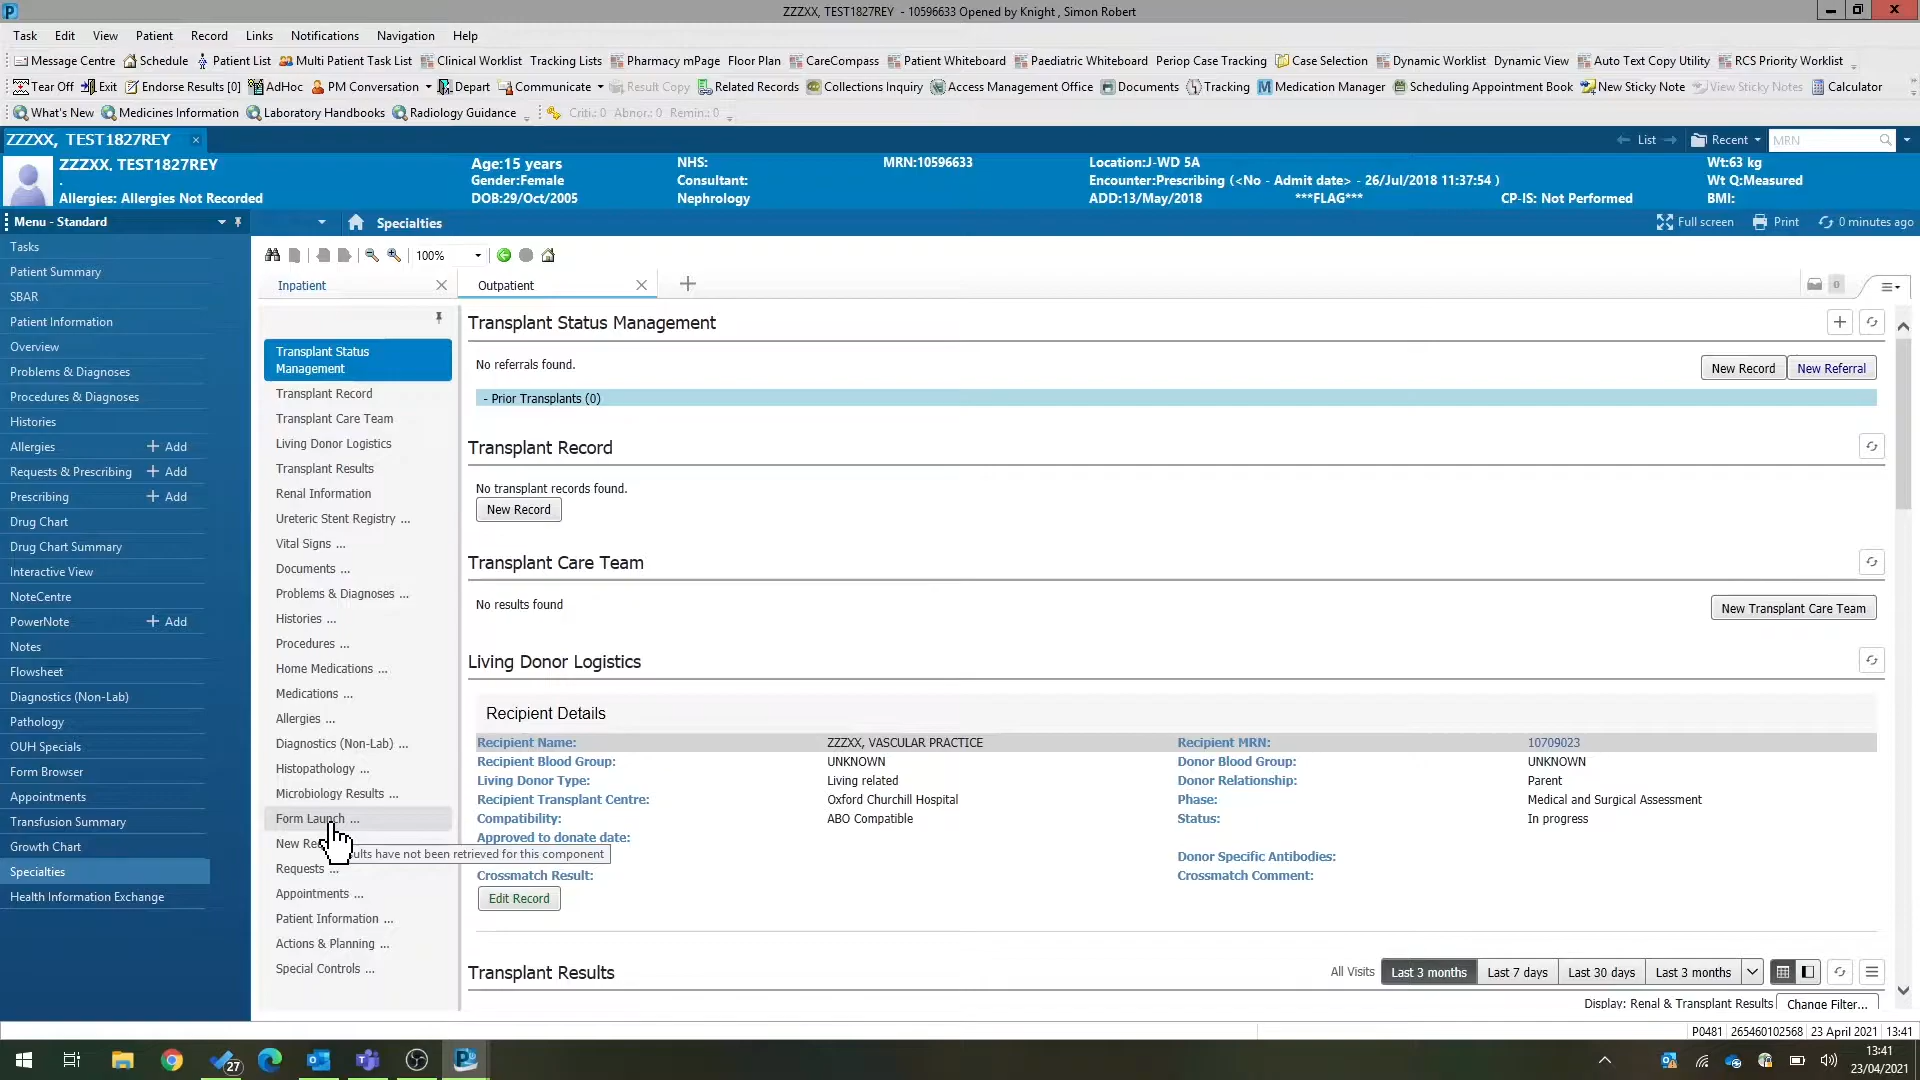 ZZZXX, TEST1827REY - 10596633 Opened by Knight , Simon Robert
Task Edit View Patient Record Links Notifications Navigation Help
Message Centre Schedule Patient List Multi Patient Task List Clinical Worklist Tracking Lists Pharmacy mPage Floor Plan CareCompass Patient Whiteboard Paediatric Whiteboard Periop Case Tracking Case Selection Dynamic Worklist Dynamic View Auto Text Copy Utility RCS Priority Worklist
Tear Off Exit Endorse Results [0] AdHoc PM Conversation Depart Communicate Result Copy Related Records Collections Inquiry Access Management Office Documents Tracking Medication Manager Scheduling Appointment Book New Sticky Note View Sticky Notes Calculator
What's New Medicines Information Laboratory Handbooks Radiology Guidance Criti.: 0 Abnor.: 0 Remin.: 0
ZZZXX, TEST1827REY List Recent MRN
ZZZXX, TEST1827REY Age:15 years NHS: MRN:10596633 Location:J-WD 5A Wt:63 kg
. Gender:Female Consultant: Encounter:Prescribing (<No - Admit date> - 26/Jul/2018 11:37:54 ) Wt Q:Measured
Allergies: Allergies Not Recorded DOB:29/Oct/2005 Nephrology ADD:13/May/2018 ***FLAG*** CP-IS: Not Performed BMI:
Menu - Standard Specialties Full screen Print 0 minutes ago
Tasks
Patient Summary
SBAR
Patient Information
Overview
Problems & Diagnoses
Procedures & Diagnoses
Histories
Allergies + Add
Requests & Prescribing + Add
Prescribing + Add
Drug Chart
Drug Chart Summary
Interactive View
NoteCentre
PowerNote + Add
Notes
Flowsheet
Diagnostics (Non-Lab)
Pathology
OUH Specials
Form Browser
Appointments
Transfusion Summary
Growth Chart
Specialties
Health Information Exchange
100%
Inpatient Outpatient 0
Transplant Status
Management
Transplant Record
Transplant Care Team
Living Donor Logistics
Transplant Results
Renal Information
Ureteric Stent Registry ...
Vital Signs ...
Documents ...
Problems & Diagnoses ...
Histories ...
Procedures ...
Home Medications ...
Medications ...
Allergies ...
Diagnostics (Non-Lab) ...
Histopathology ...
Microbiology Results ...
Form Launch ...
New
Requests ...
Appointments ...
Patient Information ...
Actions & Planning ...
Special Controls ...
have not been retrieved for this component
Transplant Status Management
No referrals found. New Record New Referral
- Prior Transplants (0)
Transplant Record
No transplant records found.
New Record
Transplant Care Team
No results found New Transplant Care Team
Living Donor Logistics
Recipient Details
Recipient Name: ZZZXX, VASCULAR PRACTICE Recipient MRN: 10709023
Recipient Blood Group: UNKNOWN Donor Blood Group: UNKNOWN
Living Donor Type: Living related Donor Relationship: Parent
Recipient Transplant Centre: Oxford Churchill Hospital Phase: Medical and Surgical Assessment
Compatibility: ABO Compatible Status: In progress
Approved to donate date:
Donor Specific Antibodies:
Crossmatch Result: Crossmatch Comment:
Edit Record
Transplant Results All Visits Last 3 months Last 7 days Last 30 days Last 3 months
Display: Renal & Transplant Results Change Filter...
P0481 265460102568 23 April 2021 13:41
27
13:41
23/04/2021